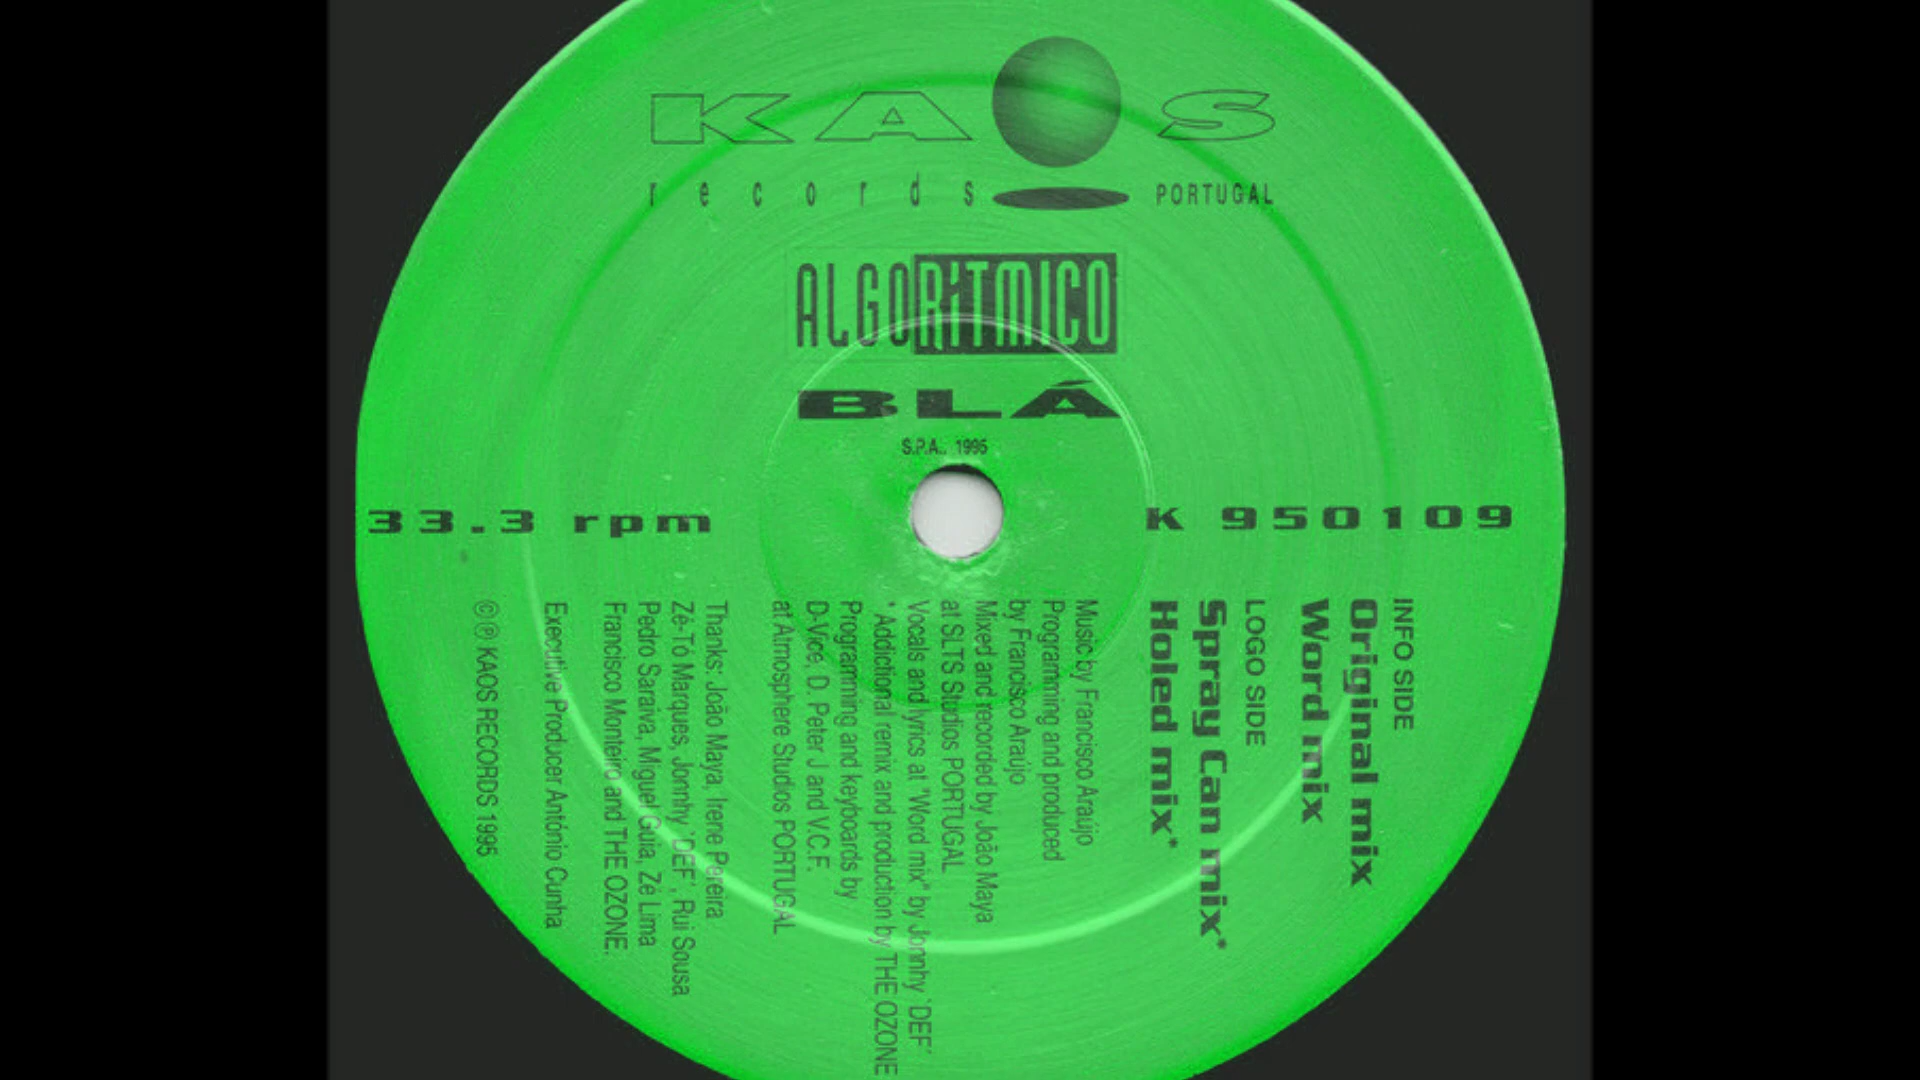 KAOS
records PORTUGAL
ALGORíTMICO
BLÁ
S.P.A.. 1995
33.3 rpm
K 950109
INFO SIDE
Original mix
Word mix
LOGO SIDE
Spray Can mix*
Holed mix*
Music by Francisco Araújo
Programming and produced
by Francisco Araújo
Mixed and recorded by João Maya
at SLTS Studios PORTUGAL
Vocals and lyrics at "Word mix" by Jonnhy ´DEF´
* Addictional remix and production by THE OZONE
Programming and keyboards by
D-Vice, D. Peter J and V.C.F.
at Atmosphere Studios PORTUGAL
Thanks: João Maya, Irene Pereira
Zé-Tó Marques, Jonnhy ´DEF´, Rui Sousa
Pedro Saraiva, Miguel Guia, Zé Lima
Francisco Monteiro and THE OZONE.
Executive Producer António Cunha
©℗ KAOS RECORDS 1995